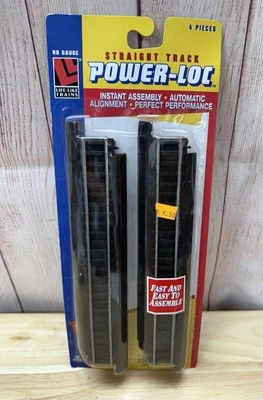 HO GAUGE
4 PIECES
STRAIGHT TRACK
POWER-LOC
LIFE-LIKE
TRAINS
INSTANT ASSEMBLY • AUTOMATIC
ALIGNMENT • PERFECT PERFORMANCE
FAST AND
EASY TO
ASSEMBLE